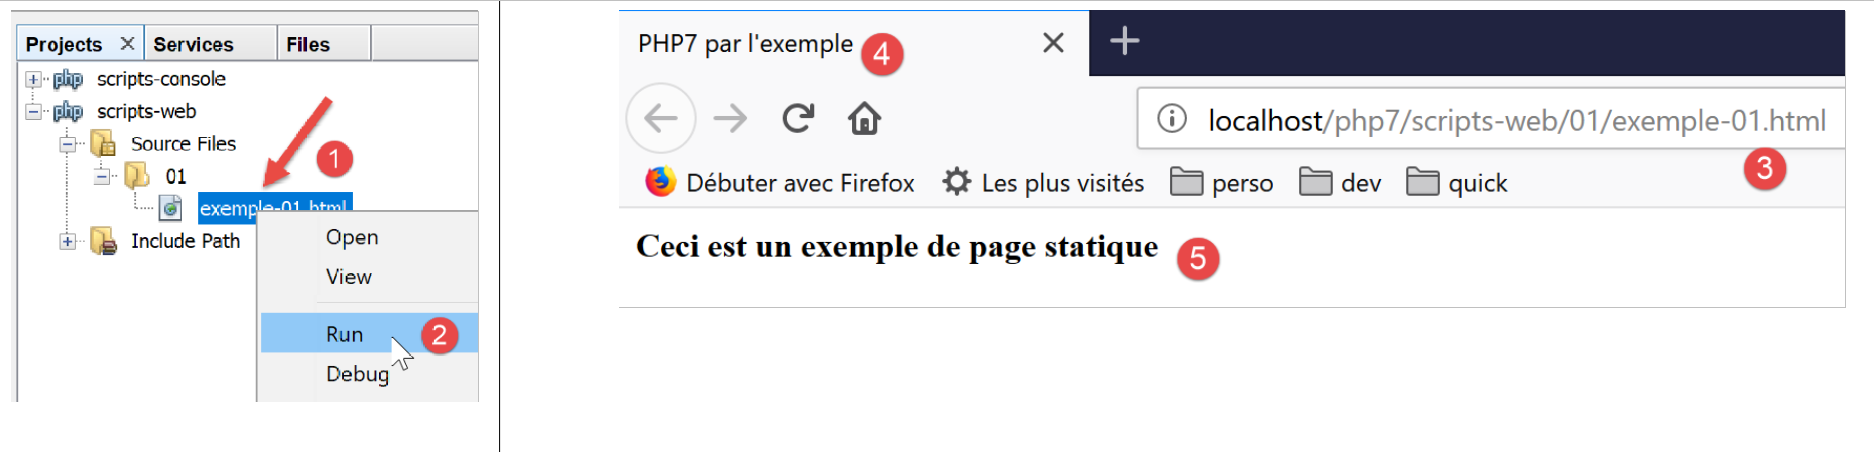 Projects × Services Files
php scripts-console
php scripts-web
Source Files
1
01
exemple-01.html
Include Path
Open
View
Run 2
Debug
PHP7 par l'exemple 4
localhost/php7/scripts-web/01/exemple-01.html
3
Débuter avec Firefox Les plus visités perso dev quick
Ceci est un exemple de page statique 5